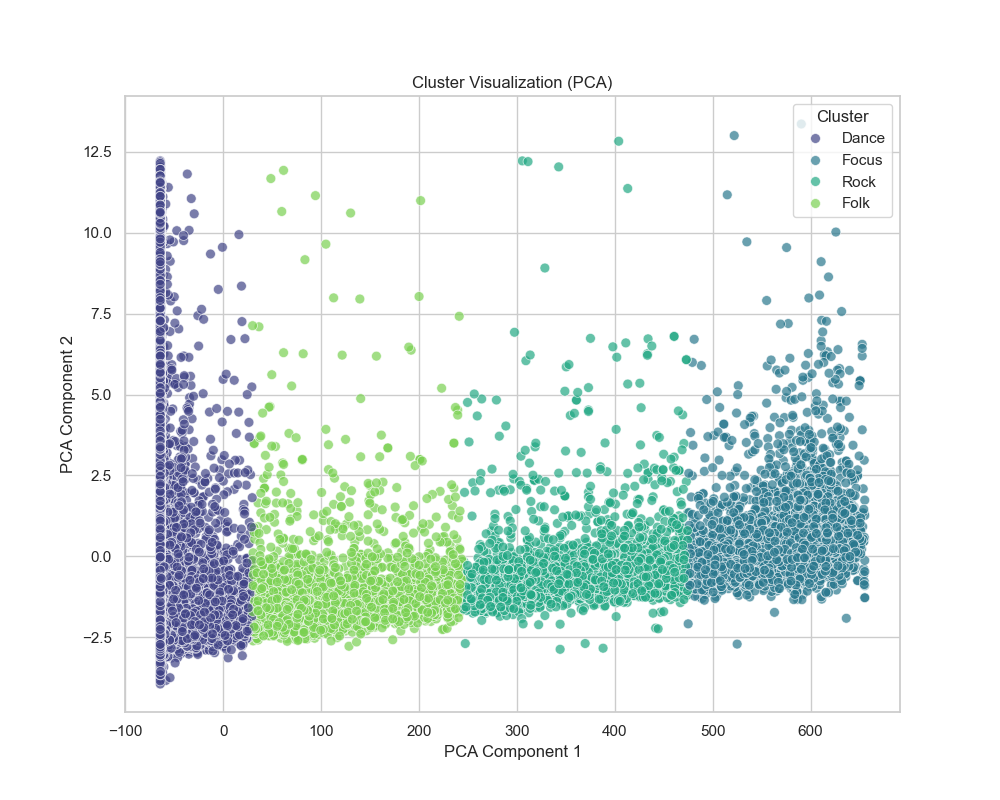 Cluster Visualization (PCA)
Cluster
Dance
Focus
Rock
Folk
12.5
10.0
7.5
5.0
2.5
0.0
−2.5
PCA Component 2
−100
0
100
200
300
400
500
600
PCA Component 1